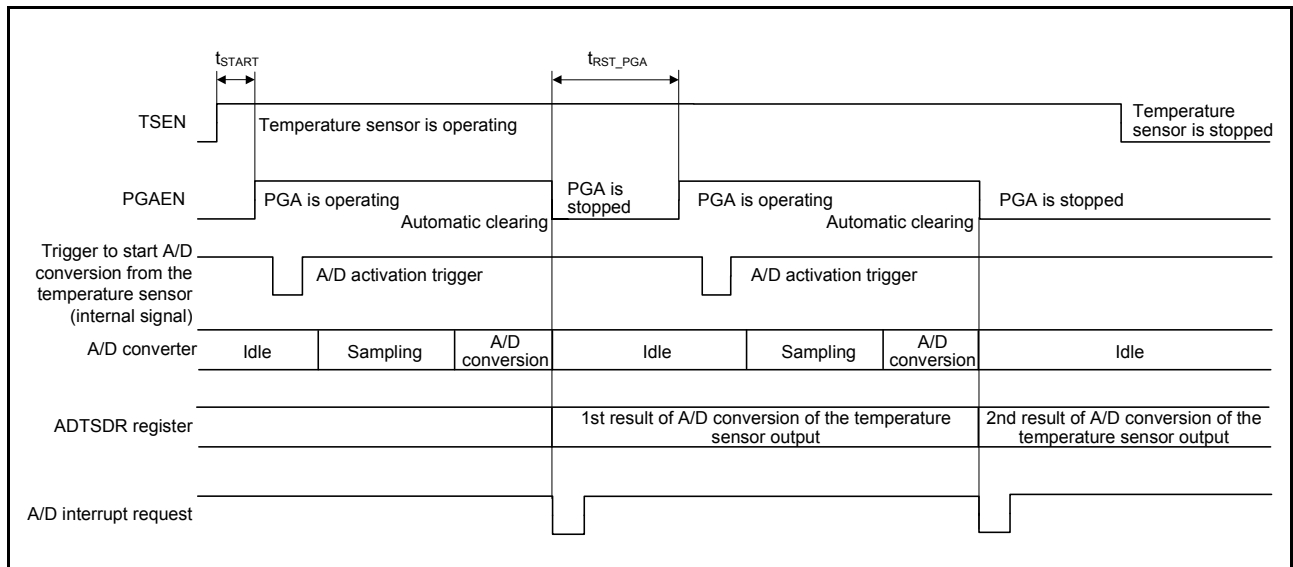 tSTART
tRST_PGA
TSEN
Temperature sensor is operating
Temperature
sensor is stopped
PGAEN
PGA is operating
Automatic clearing
PGA is
stopped
PGA is operating
Automatic clearing
PGA is stopped
Trigger to start A/D
conversion from the
temperature sensor
(internal signal)
A/D activation trigger
A/D activation trigger
A/D converter
Idle
Sampling
A/D
conversion
Idle
Sampling
A/D
conversion
Idle
ADTSDR register
1st result of A/D conversion of the temperature
sensor output
2nd result of A/D conversion of the
temperature sensor output
A/D interrupt request